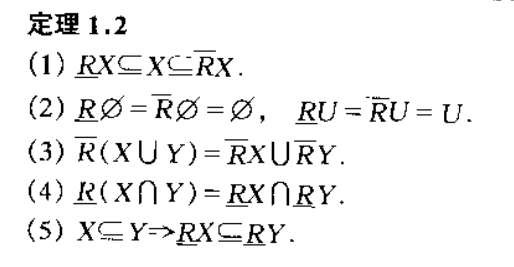 定理1.2
(1) R̲X⊆X⊆R̅X.
(2) R̲∅=R̅∅=∅, R̲U=R̅U=U.
(3) R̅(X∪Y)=R̅X∪R̅Y.
(4) R̲(X∩Y)=R̲X∩R̲Y.
(5) X⊆Y⇒R̲X⊆R̲Y.